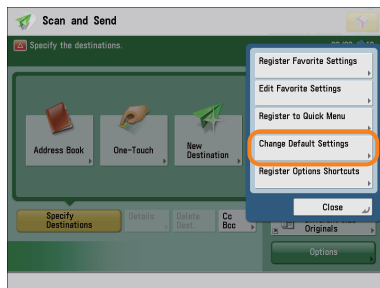 Scan and Send
Specify the destinations.
Register Favorite Settings
Edit Favorite Settings
Register to Quick Menu
Change Default Settings
Register Options Shortcuts
Close
Address Book
One-Touch
New
Destination
Specify
Destinations
Details
Delete
Dest.
Cc
Bcc
Originals
Options